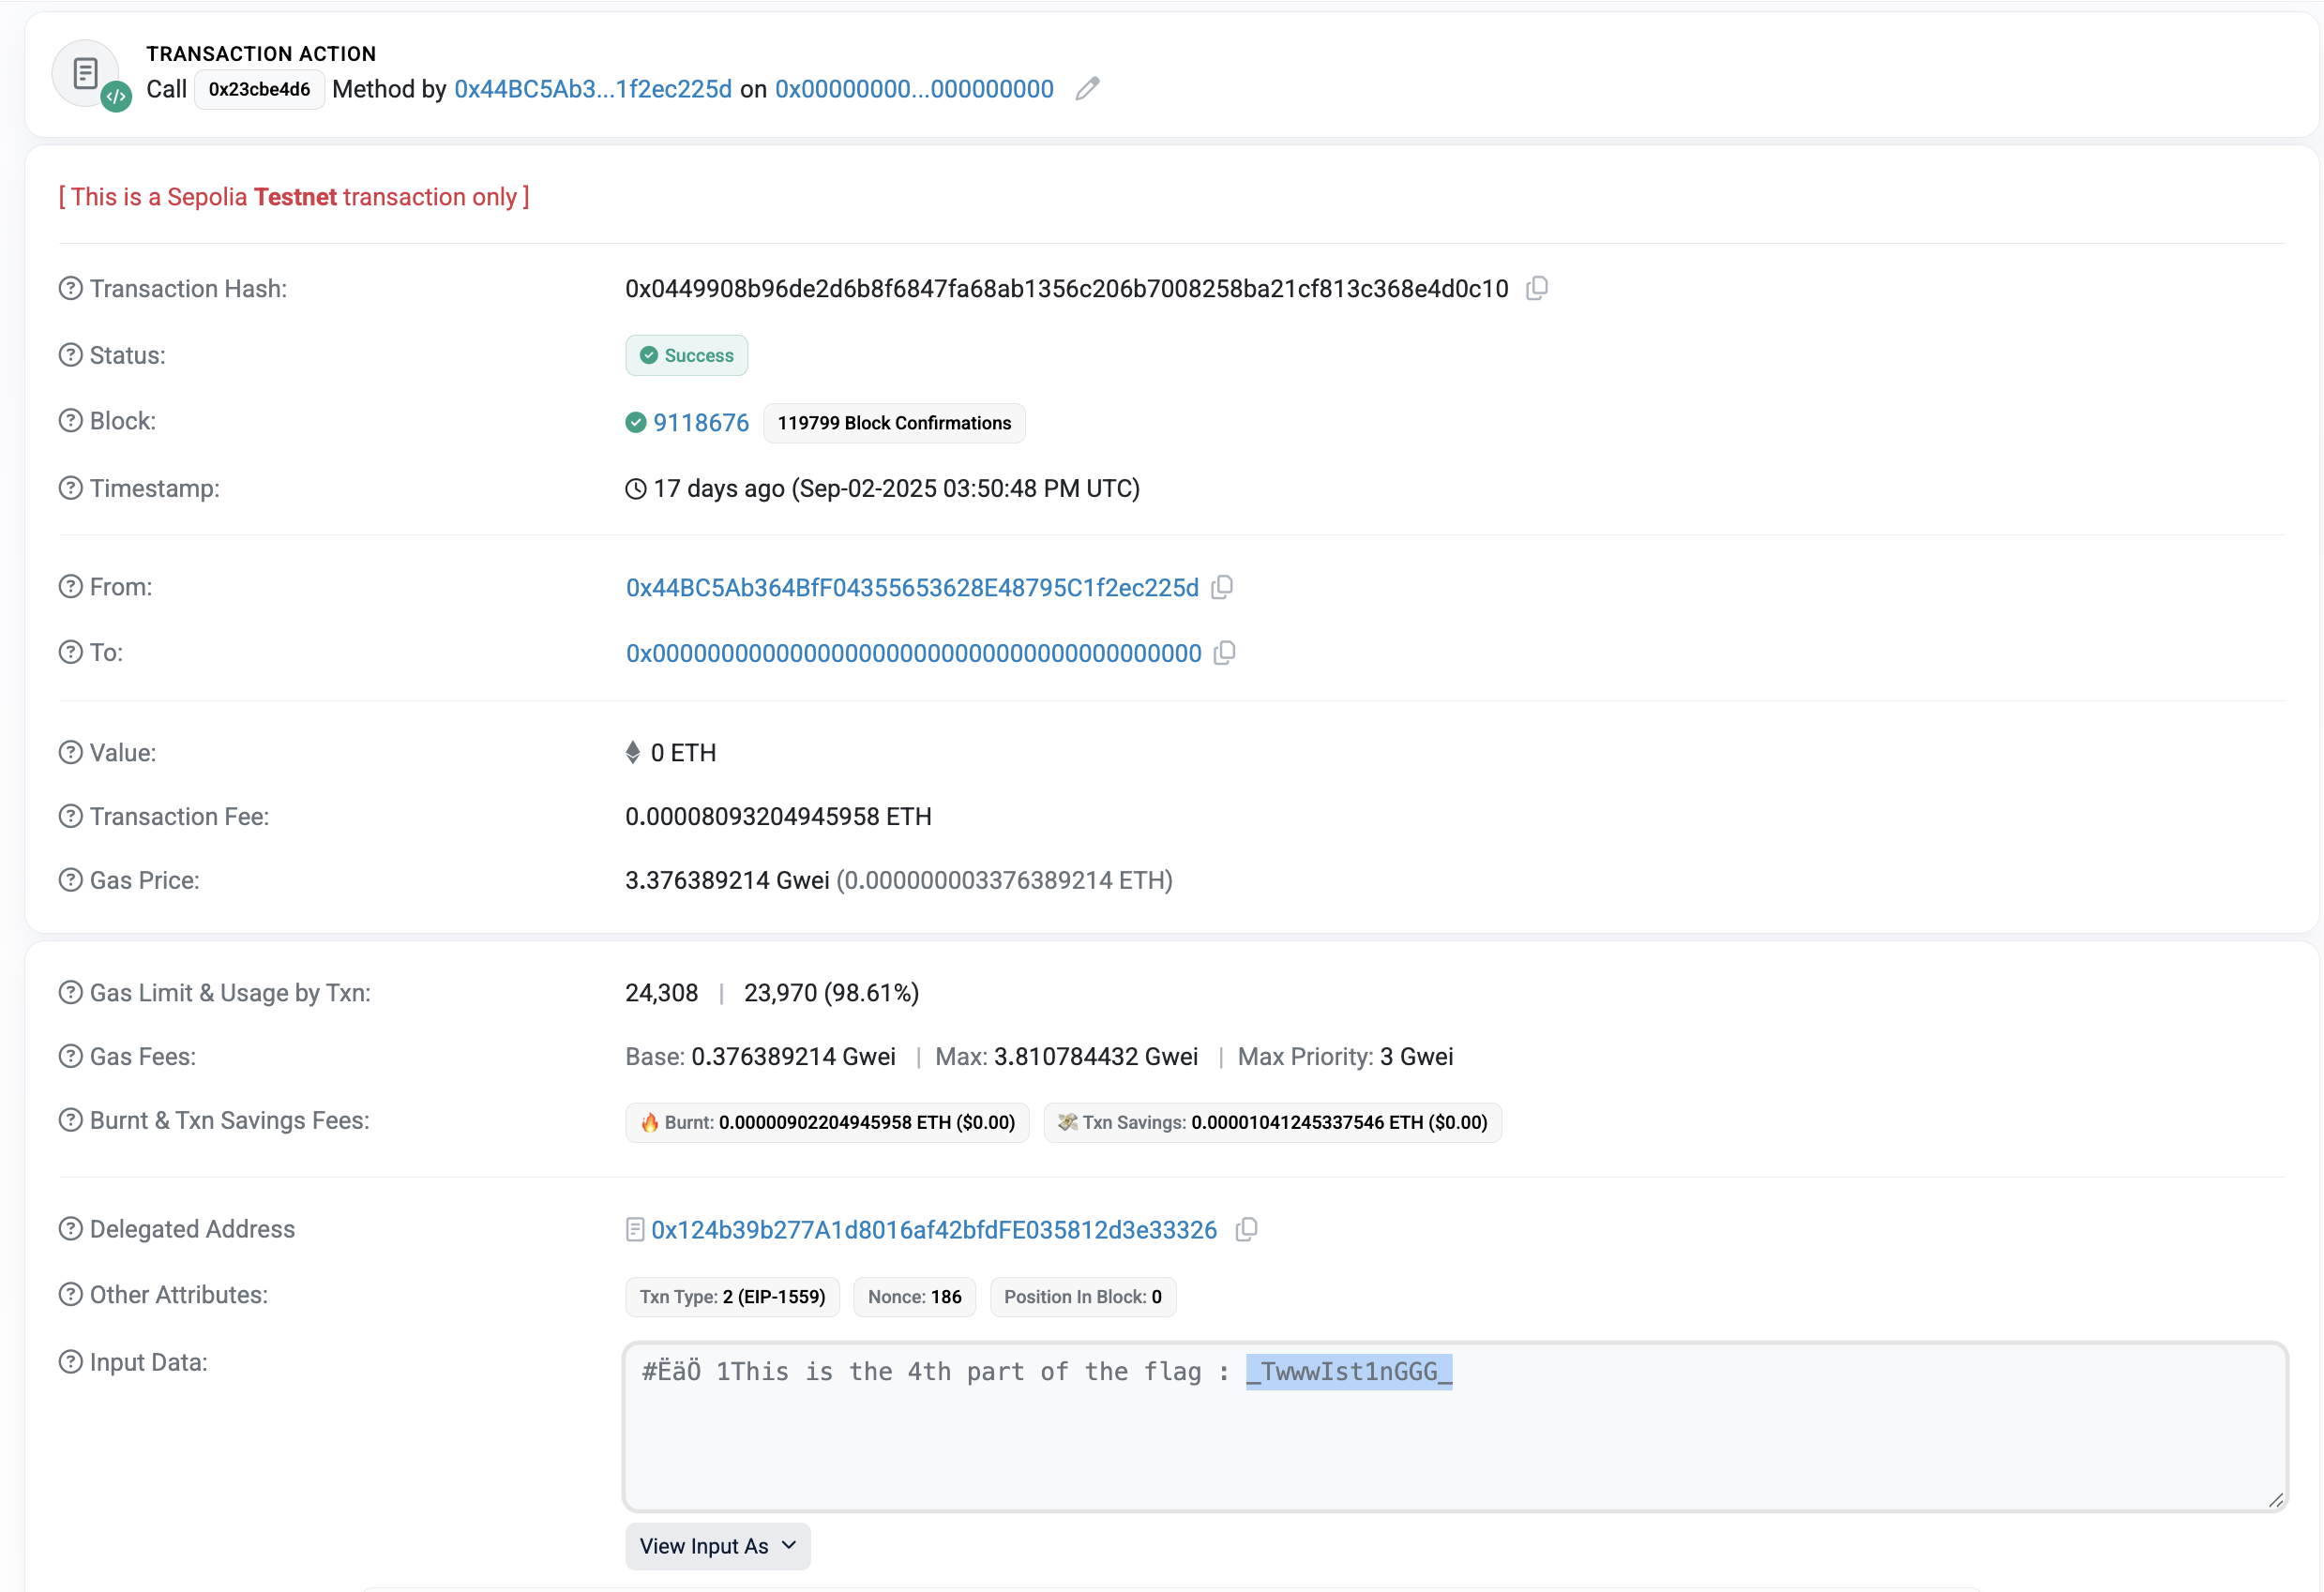 TRANSACTION ACTION
Call 0x23cbe4d6 Method by 0x44BC5Ab3...1f2ec225d on 0x00000000...000000000
[ This is a Sepolia Testnet transaction only ]
Transaction Hash: 0x0449908b96de2d6b8f6847fa68ab1356c206b7008258ba21cf813c368e4d0c10
Status: Success
Block: 9118676 119799 Block Confirmations
Timestamp: 17 days ago (Sep-02-2025 03:50:48 PM UTC)
From: 0x44BC5Ab364BfF04355653628E48795C1f2ec225d
To: 0x0000000000000000000000000000000000000000
Value: 0 ETH
Transaction Fee: 0.00008093204945958 ETH
Gas Price: 3.376389214 Gwei (0.000000003376389214 ETH)
Gas Limit & Usage by Txn: 24,308 | 23,970 (98.61%)
Gas Fees: Base: 0.376389214 Gwei | Max: 3.810784432 Gwei | Max Priority: 3 Gwei
Burnt & Txn Savings Fees: 🔥 Burnt: 0.00000902204945958 ETH ($0.00) 💸 Txn Savings: 0.00001041245337546 ETH ($0.00)
Delegated Address 0x124b39b277A1d8016af42bfdFE035812d3e33326
Other Attributes: Txn Type: 2 (EIP-1559) Nonce: 186 Position In Block: 0
Input Data: #ËäÖ 1This is the 4th part of the flag : _TwwwIst1nGGG_
View Input As